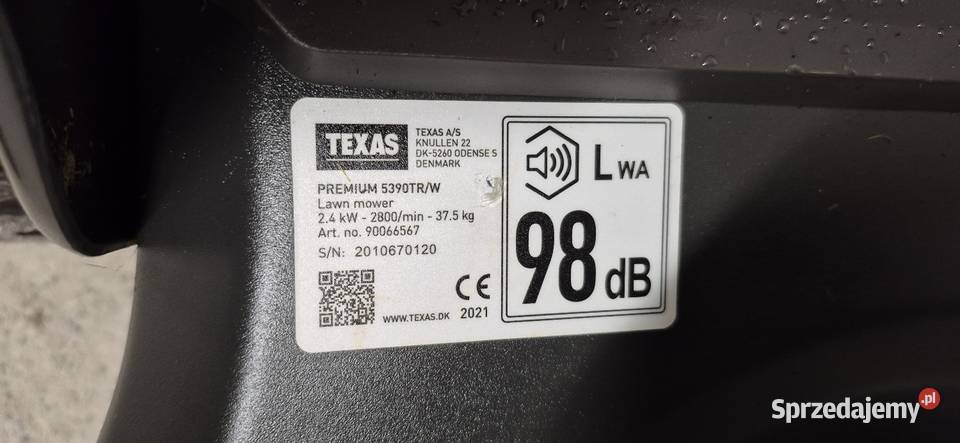 TEXAS
TEXAS A/S
KNULLEN 22
DK-5260 ODENSE S
DENMARK
PREMIUM 5390TR/W
Lawn mower
2.4 kW - 2800/min - 37.5 kg
Art. no. 90066567
S/N: 2010670120
CE
WWW.TEXAS.DK 2021
LWA
98 dB
Sprzedajemy.pl